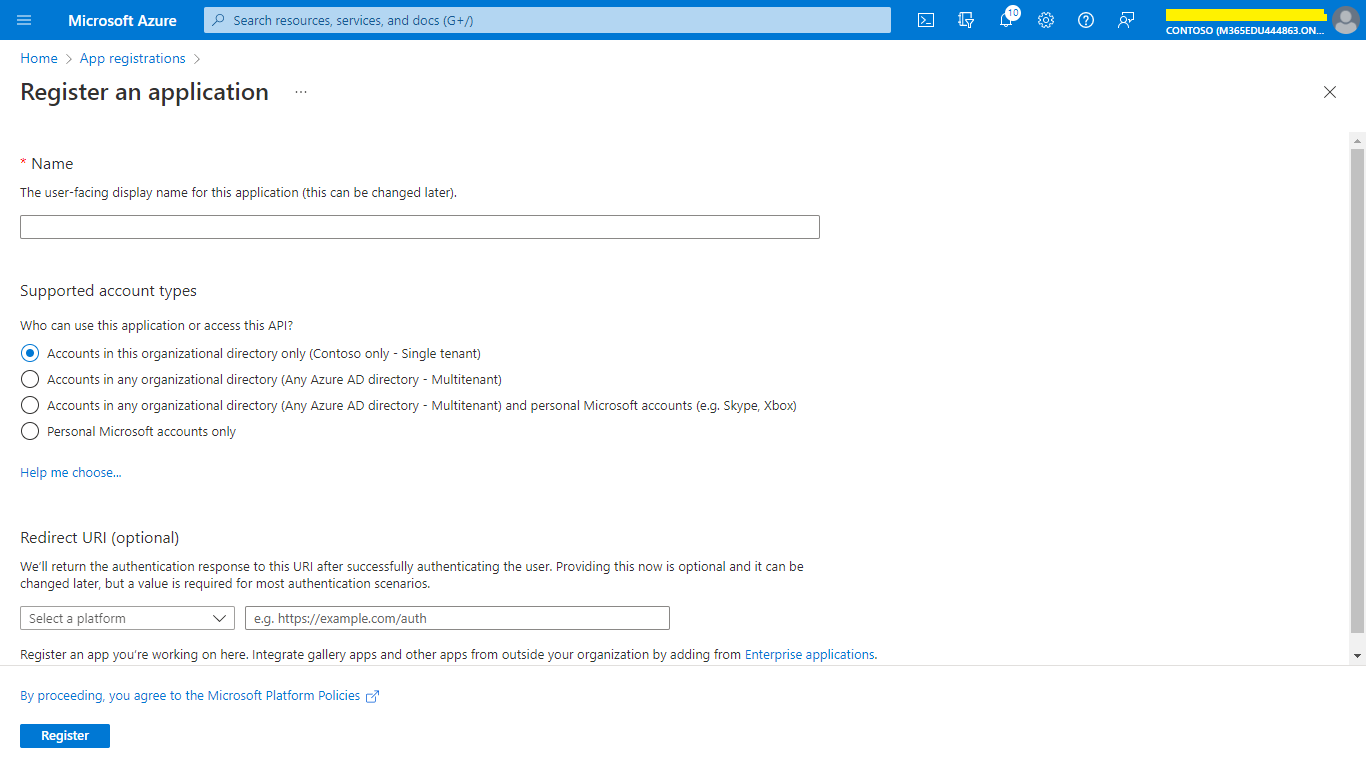 Microsoft Azure
Search resources, services, and docs (G+/)
10
CONTOSO (M365EDU444863.ON...
Home > App registrations >
Register an application ...
* Name
The user-facing display name for this application (this can be changed later).
Supported account types
Who can use this application or access this API?
Accounts in this organizational directory only (Contoso only - Single tenant)
Accounts in any organizational directory (Any Azure AD directory - Multitenant)
Accounts in any organizational directory (Any Azure AD directory - Multitenant) and personal Microsoft accounts (e.g. Skype, Xbox)
Personal Microsoft accounts only
Help me choose...
Redirect URI (optional)
We'll return the authentication response to this URI after successfully authenticating the user. Providing this now is optional and it can be
changed later, but a value is required for most authentication scenarios.
Select a platform
e.g. https://example.com/auth
Register an app you're working on here. Integrate gallery apps and other apps from outside your organization by adding from Enterprise applications.
By proceeding, you agree to the Microsoft Platform Policies
Register